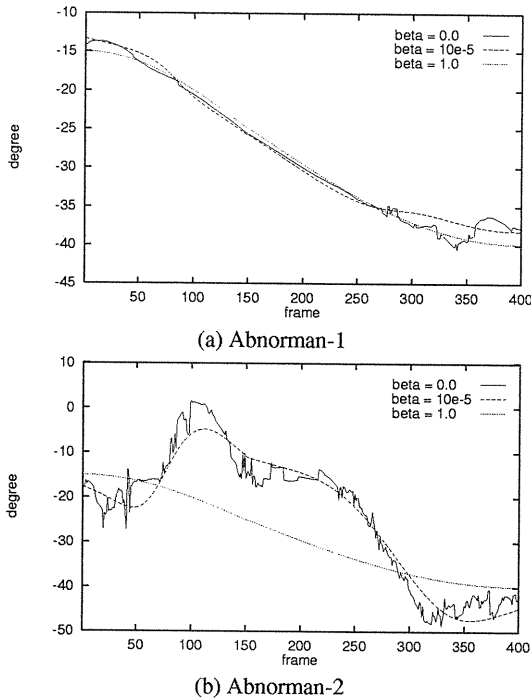 -10
-15
-20
-25
-30
-35
-40
-45
degree
beta = 0.0
beta = 10e-5
beta = 1.0
50 100 150 200 250 300 350 400
frame
(a) Abnorman-1
10
0
-10
-20
-30
-40
-50
degree
beta = 0.0
beta = 10e-5
beta = 1.0
50 100 150 200 250 300 350 400
frame
(b) Abnorman-2